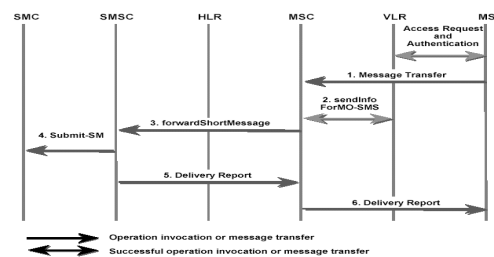 SMC SMSC HLR MSC VLR MS
Access Request
and
Authentication
1. Message Transfer
2. sendInfo
ForMO-SMS
3. forwardShortMessage
4. Submit-SM
5. Delivery Report
6. Delivery Report
Operation invocation or message transfer
Successful operation invocation or message transfer